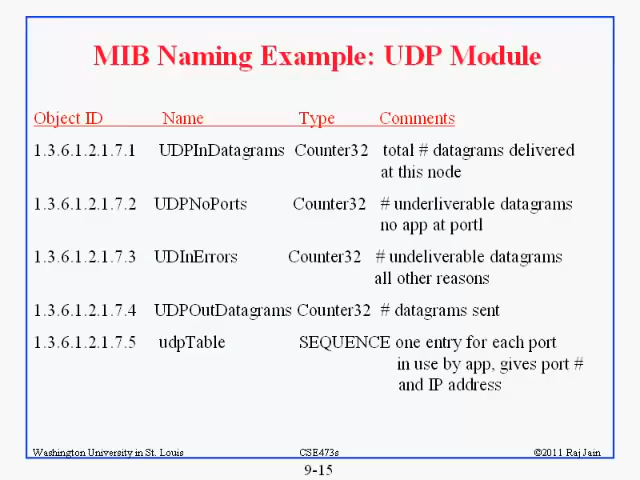 MIB Naming Example: UDP Module
Object ID Name Type Comments
1.3.6.1.2.1.7.1 UDPInDatagrams Counter32 total # datagrams delivered
at this node
1.3.6.1.2.1.7.2 UDPNoPorts Counter32 # underliverable datagrams
no app at portl
1.3.6.1.2.1.7.3 UDInErrors Counter32 # undeliverable datagrams
all other reasons
1.3.6.1.2.1.7.4 UDPOutDatagrams Counter32 # datagrams sent
1.3.6.1.2.1.7.5 udpTable SEQUENCE one entry for each port
in use by app, gives port #
and IP address
Washington University in St. Louis CSE473s ©2011 Raj Jain
9-15